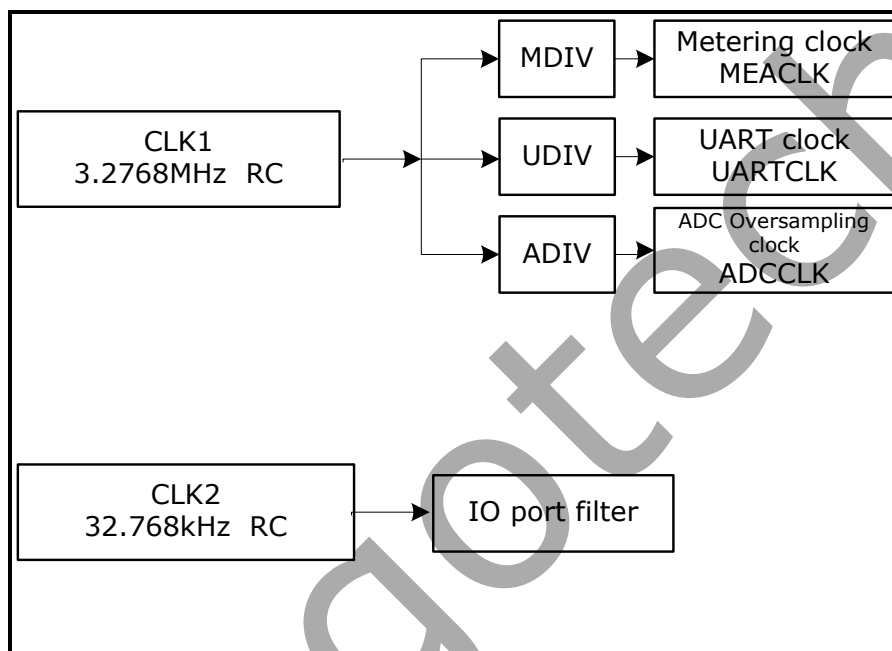 MDIV
Metering clock
MEACLK
CLK1
3.2768MHz RC
UDIV
UART clock
UARTCLK
ADIV
ADC Oversampling
clock
ADCCLK
CLK2
32.768kHz RC
IO port filter
gotech